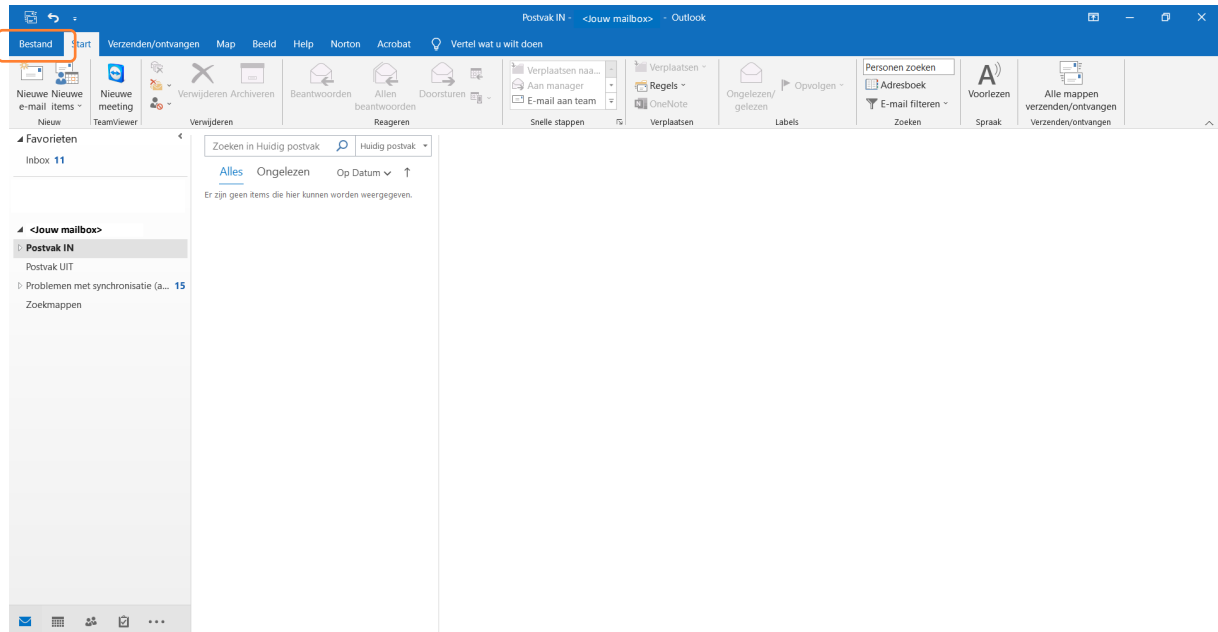 Postvak IN - <Jouw mailbox> - Outlook
Bestand Start Verzenden/ontvangen Map Beeld Help Norton Acrobat Vertel wat u wilt doen
Nieuwe e-mail
Nieuwe items
Nieuw
Nieuwe meeting
TeamViewer
Verwijderen Archiveren
Verwijderen
Beantwoorden
Allen beantwoorden
Doorsturen
Reageren
Verplaatsen naa...
Aan manager
E-mail aan team
Snelle stappen
Verplaatsen
Regels
OneNote
Verplaatsen
Ongelezen/ gelezen
Opvolgen
Labels
Personen zoeken
Adresboek
E-mail filteren
Zoeken
A
Voorlezen
Spraak
Alle mappen verzenden/ontvangen
Verzenden/ontvangen
Favorieten
Inbox 11
<Jouw mailbox>
Postvak IN
Postvak UIT
Problemen met synchronisatie (a... 15
Zoekmappen
Zoeken in Huidig postvak Huidig postvak
Alles Ongelezen Op Datum
Er zijn geen items die hier kunnen worden weergegeven.